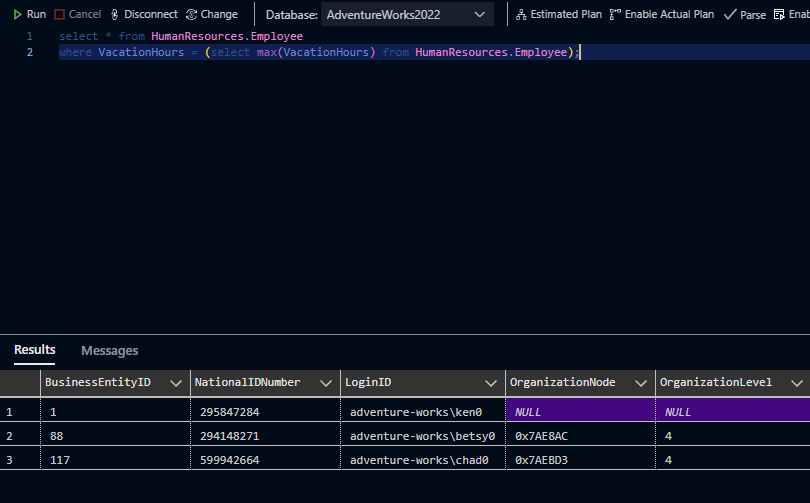 Run Cancel Disconnect Change Database: AdventureWorks2022 Estimated Plan Enable Actual Plan Parse Enab
1 select * from HumanResources.Employee
2 where VacationHours = (select max(VacationHours) from HumanResources.Employee);
Results Messages
BusinessEntityID NationalIDNumber LoginID OrganizationNode OrganizationLevel
1 1 295847284 adventure-works\ken0 NULL NULL
2 88 294148271 adventure-works\betsy0 0x7AE8AC 4
3 117 599942664 adventure-works\chad0 0x7AEBD3 4